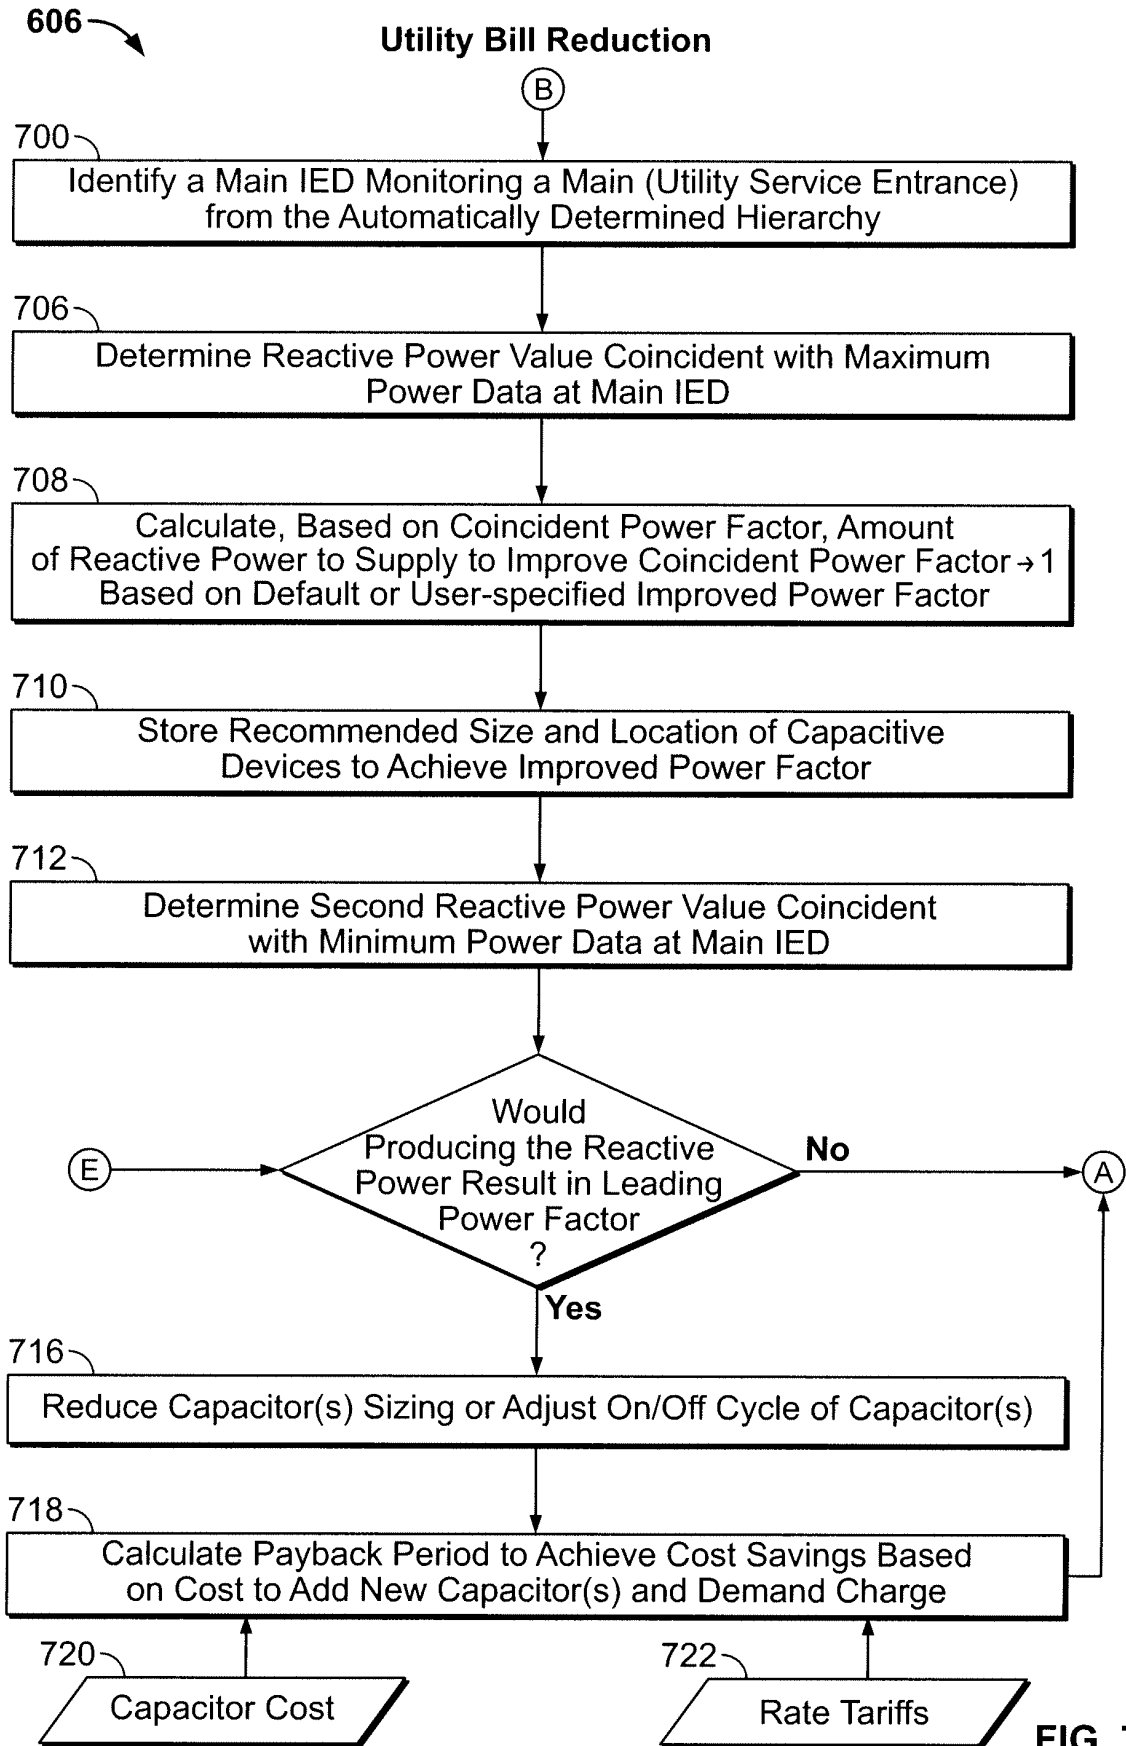 606
Utility Bill Reduction
B
700
Identify a Main IED Monitoring a Main (Utility Service Entrance)
from the Automatically Determined Hierarchy
706
Determine Reactive Power Value Coincident with Maximum
Power Data at Main IED
708
Calculate, Based on Coincident Power Factor, Amount
of Reactive Power to Supply to Improve Coincident Power Factor → 1
Based on Default or User-specified Improved Power Factor
710
Store Recommended Size and Location of Capacitive
Devices to Achieve Improved Power Factor
712
Determine Second Reactive Power Value Coincident
with Minimum Power Data at Main IED
Would
Producing the Reactive
Power Result in Leading
Power Factor
?
E
No
A
Yes
716
Reduce Capacitor(s) Sizing or Adjust On/Off Cycle of Capacitor(s)
718
Calculate Payback Period to Achieve Cost Savings Based
on Cost to Add New Capacitor(s) and Demand Charge
720
Capacitor Cost
722
Rate Tariffs
FIG.